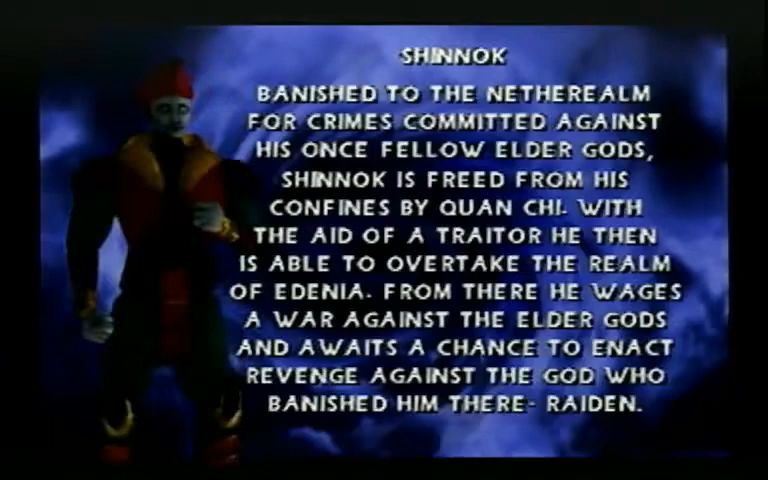 SHINNOK
BANISHED TO THE NETHEREALM
FOR CRIMES COMMITTED AGAINST
HIS ONCE FELLOW ELDER GODS,
SHINNOK IS FREED FROM HIS
CONFINES BY QUAN CHI. WITH
THE AID OF A TRAITOR HE THEN
IS ABLE TO OVERTAKE THE REALM
OF EDENIA. FROM THERE HE WAGES
A WAR AGAINST THE ELDER GODS
AND AWAITS A CHANCE TO ENACT
REVENGE AGAINST THE GOD WHO
BANISHED HIM THERE- RAIDEN.